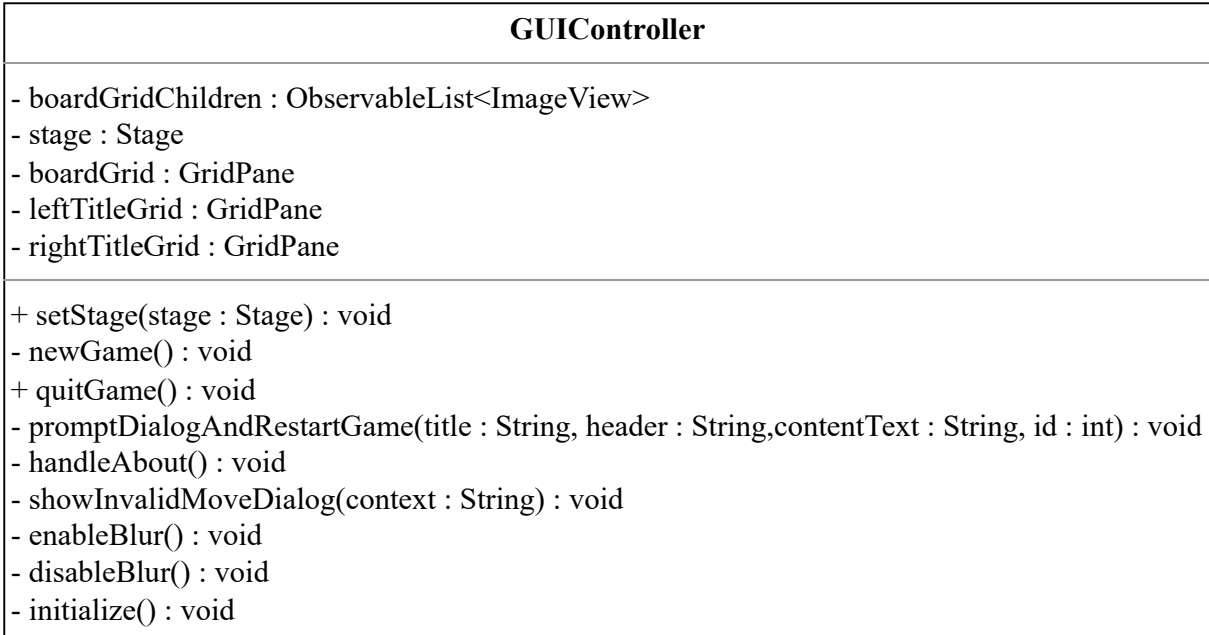 GUIController
- boardGridChildren : ObservableList<ImageView>
- stage : Stage
- boardGrid : GridPane
- leftTitleGrid : GridPane
- rightTitleGrid : GridPane
+ setStage(stage : Stage) : void
- newGame() : void
+ quitGame() : void
- promptDialogAndRestartGame(title : String, header : String,contentText : String, id : int) : void
- handleAbout() : void
- showInvalidMoveDialog(context : String) : void
- enableBlur() : void
- disableBlur() : void
- initialize() : void